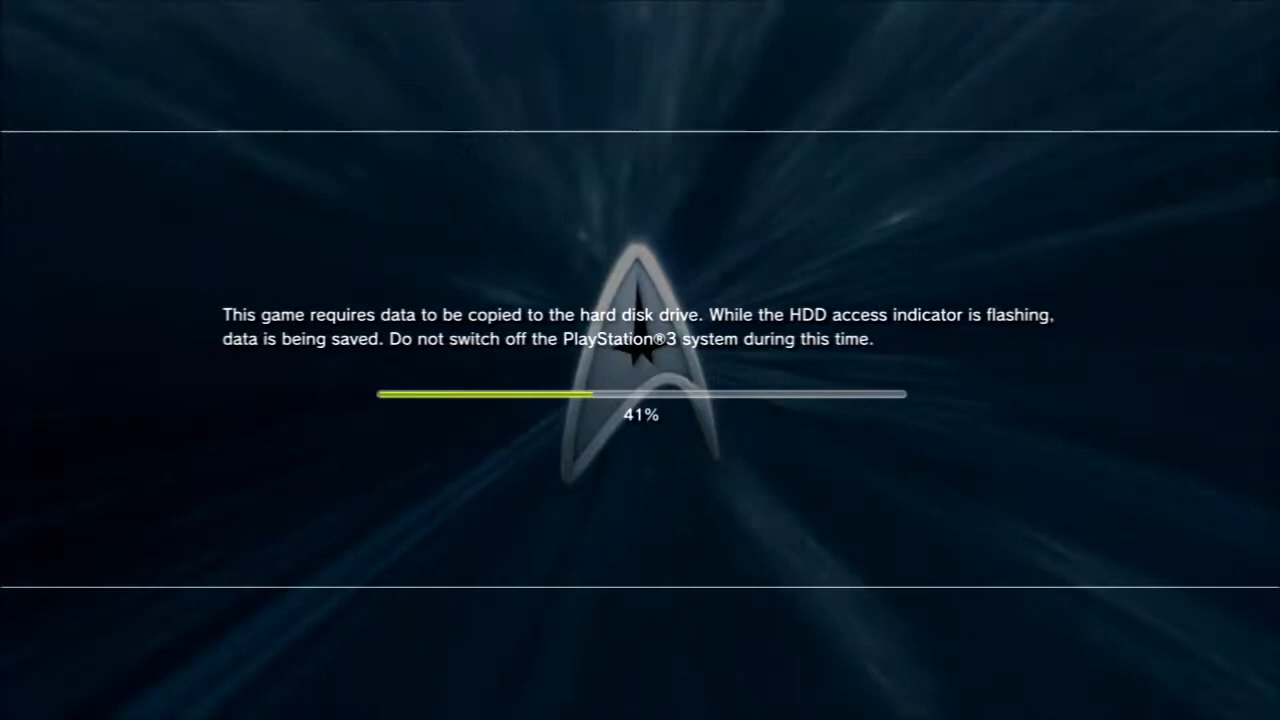 This game requires data to be copied to the hard disk drive. While the HDD access indicator is flashing,
data is being saved. Do not switch off the PlayStation®3 system during this time.
41%